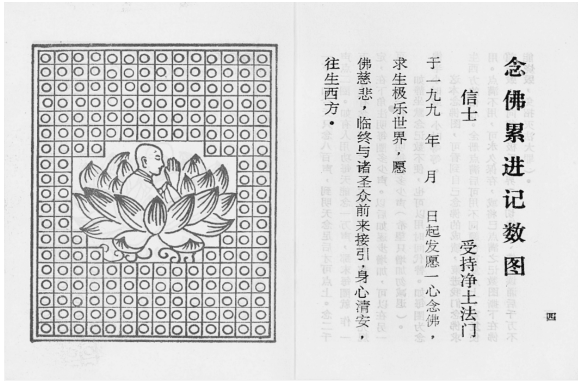 念佛累进记数图
信士 受持净土法门
于一九九 年 月 日起发愿一心念佛，
求生极乐世界，愿
佛慈悲，临终与诸圣众前来接引，身心清安，
往生西方。
四